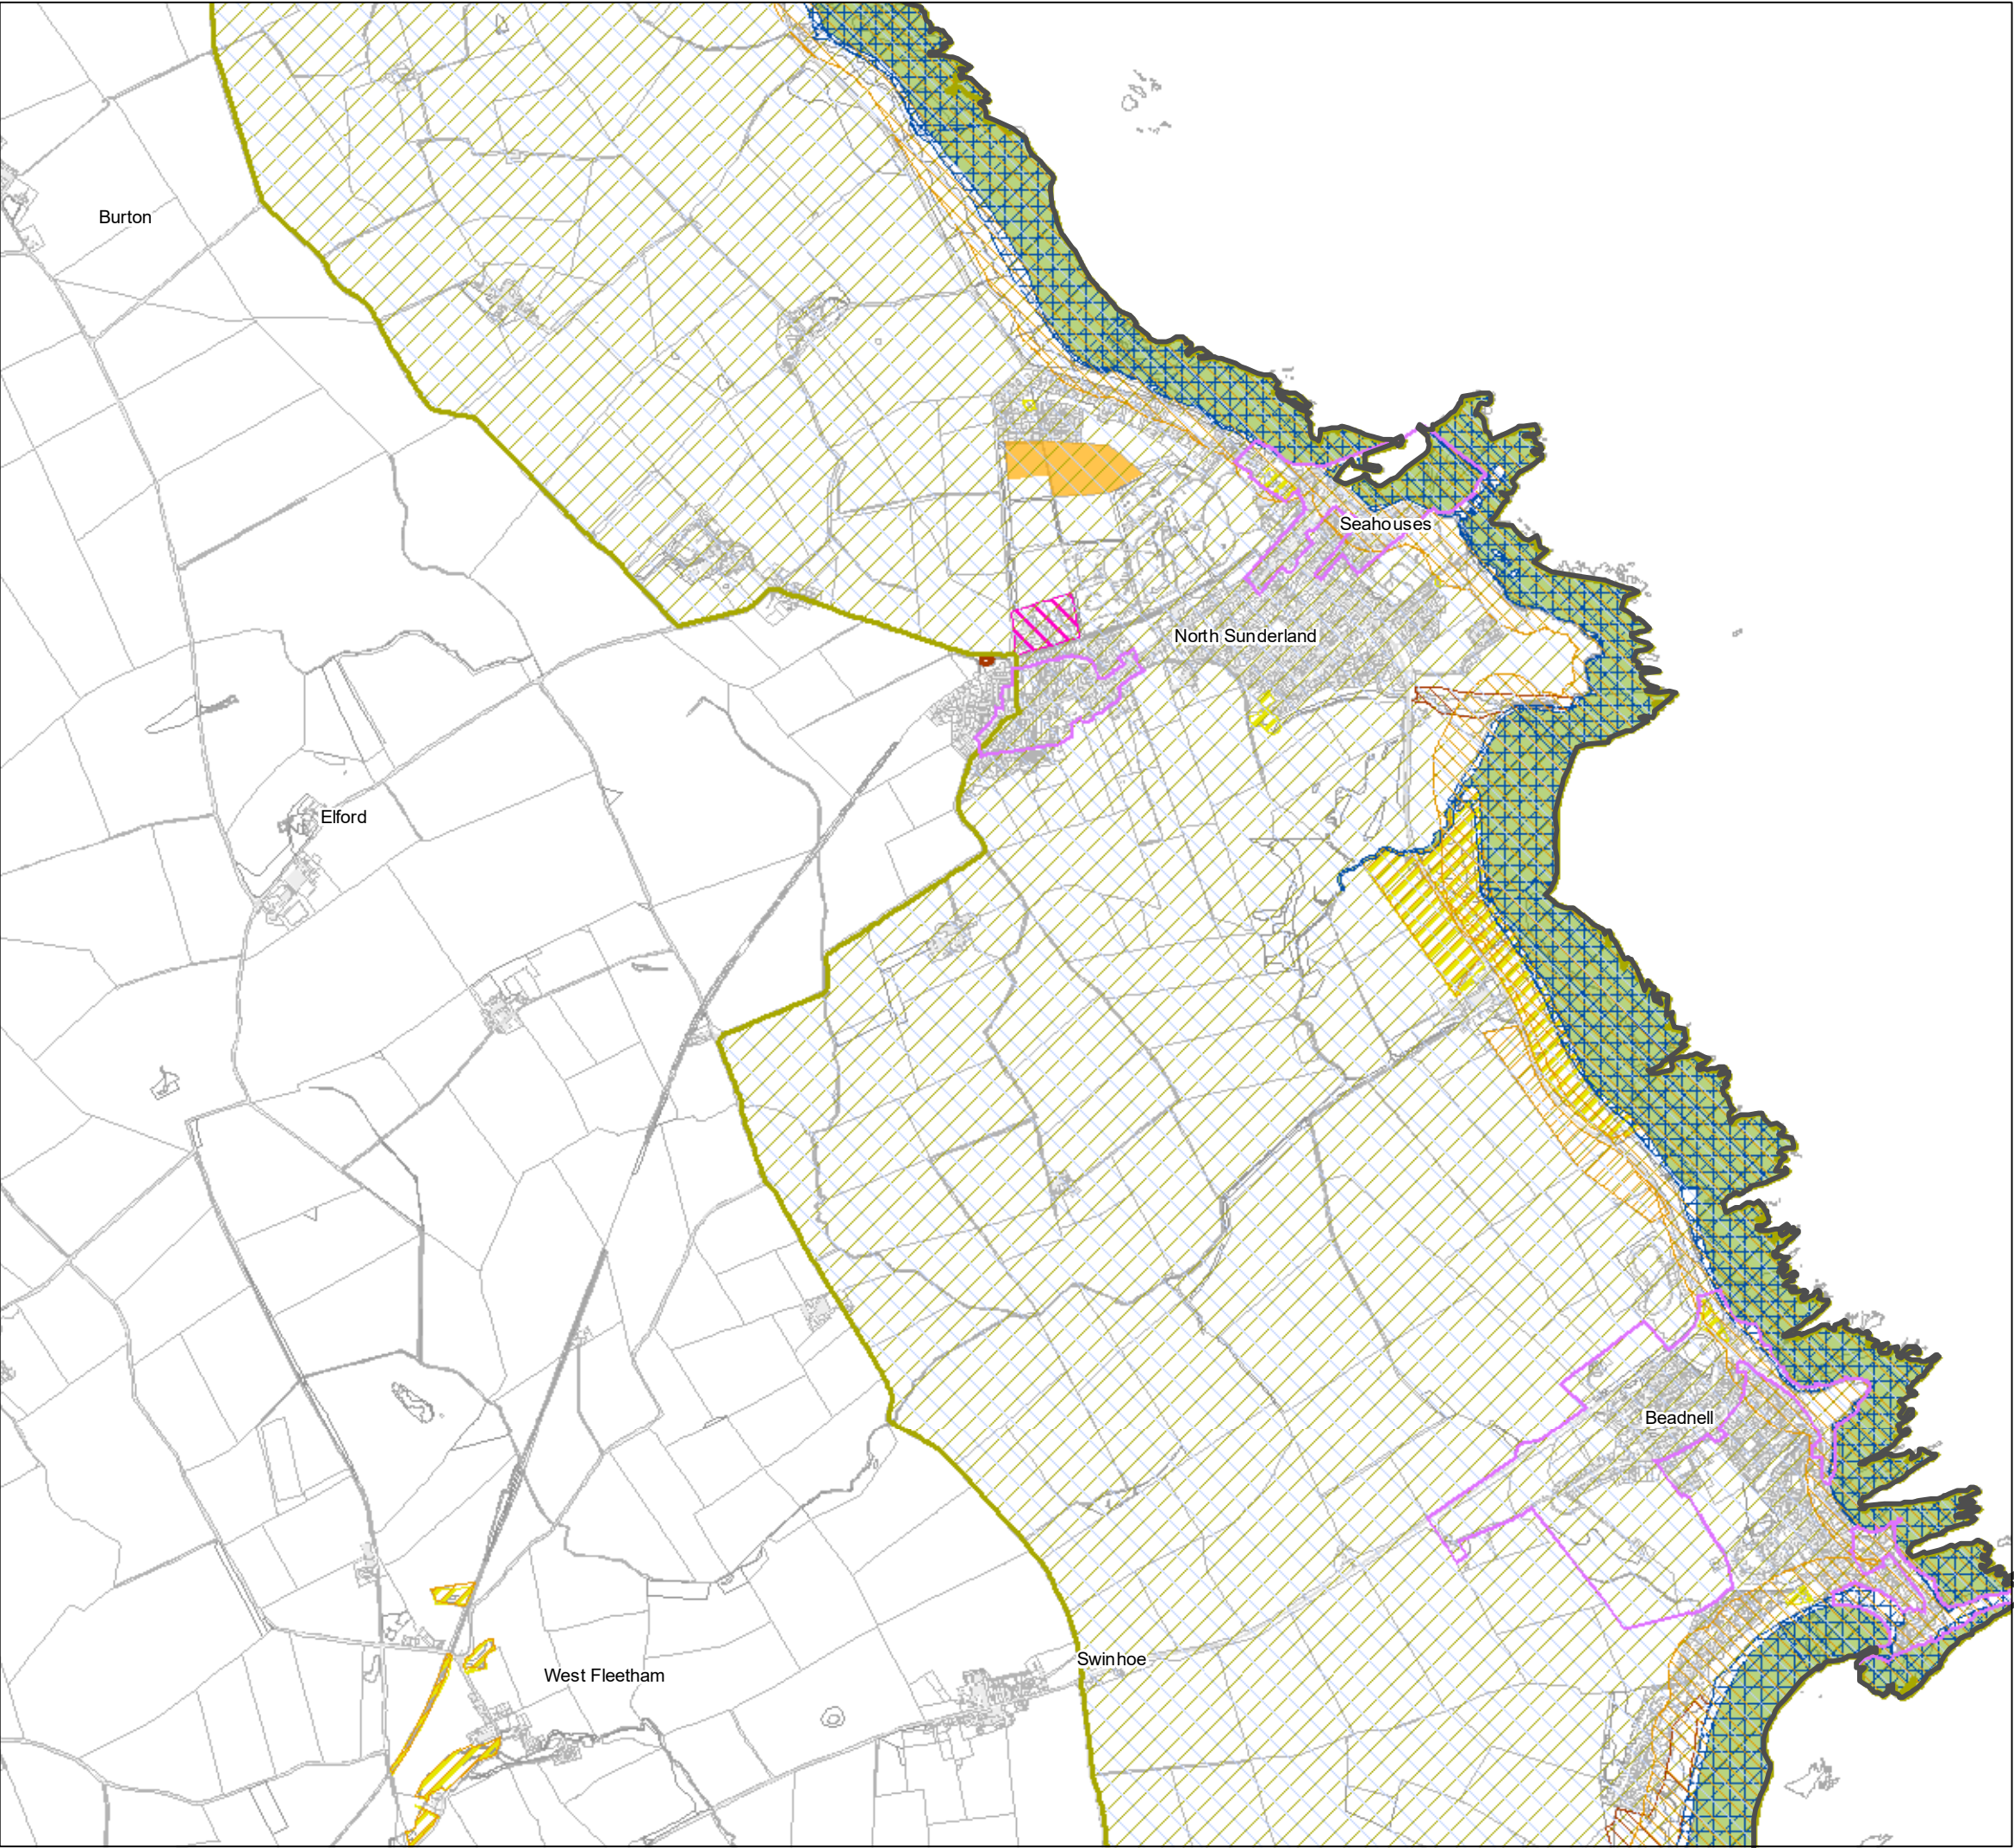 Burton
Seahouses
North Sunderland
Elford
Beadnell
Swinhoe
West Fleetham